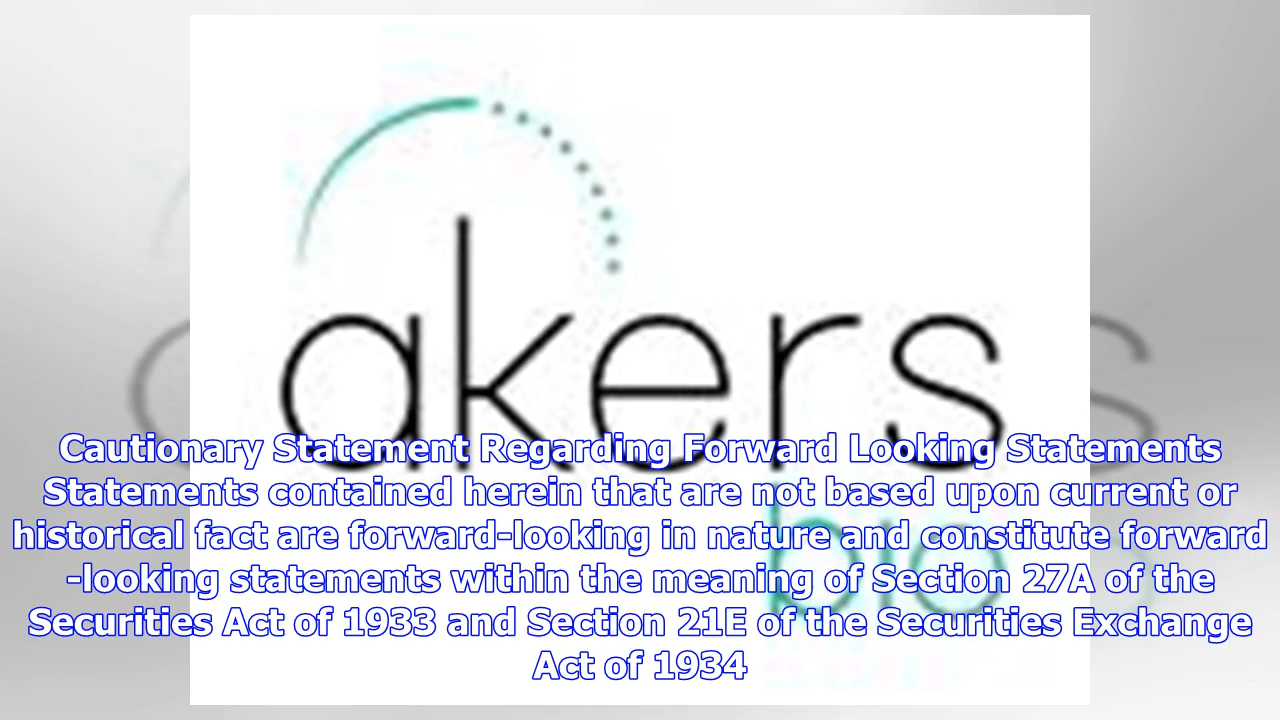 akers
bio
Cautionary Statement Regarding Forward Looking Statements
Statements contained herein that are not based upon current or
historical fact are forward-looking in nature and constitute forward
-looking statements within the meaning of Section 27A of the
Securities Act of 1933 and Section 21E of the Securities Exchange
Act of 1934